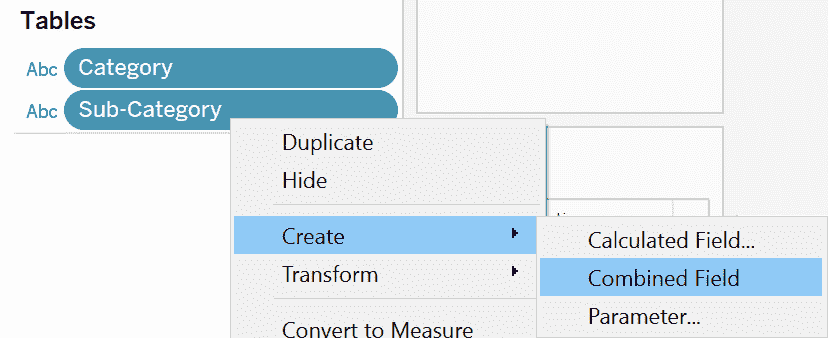 Tables
Abc Category
Abc Sub-Category
Duplicate
Hide
Create
Transform
Convert to Measure
Calculated Field...
Combined Field
Parameter...